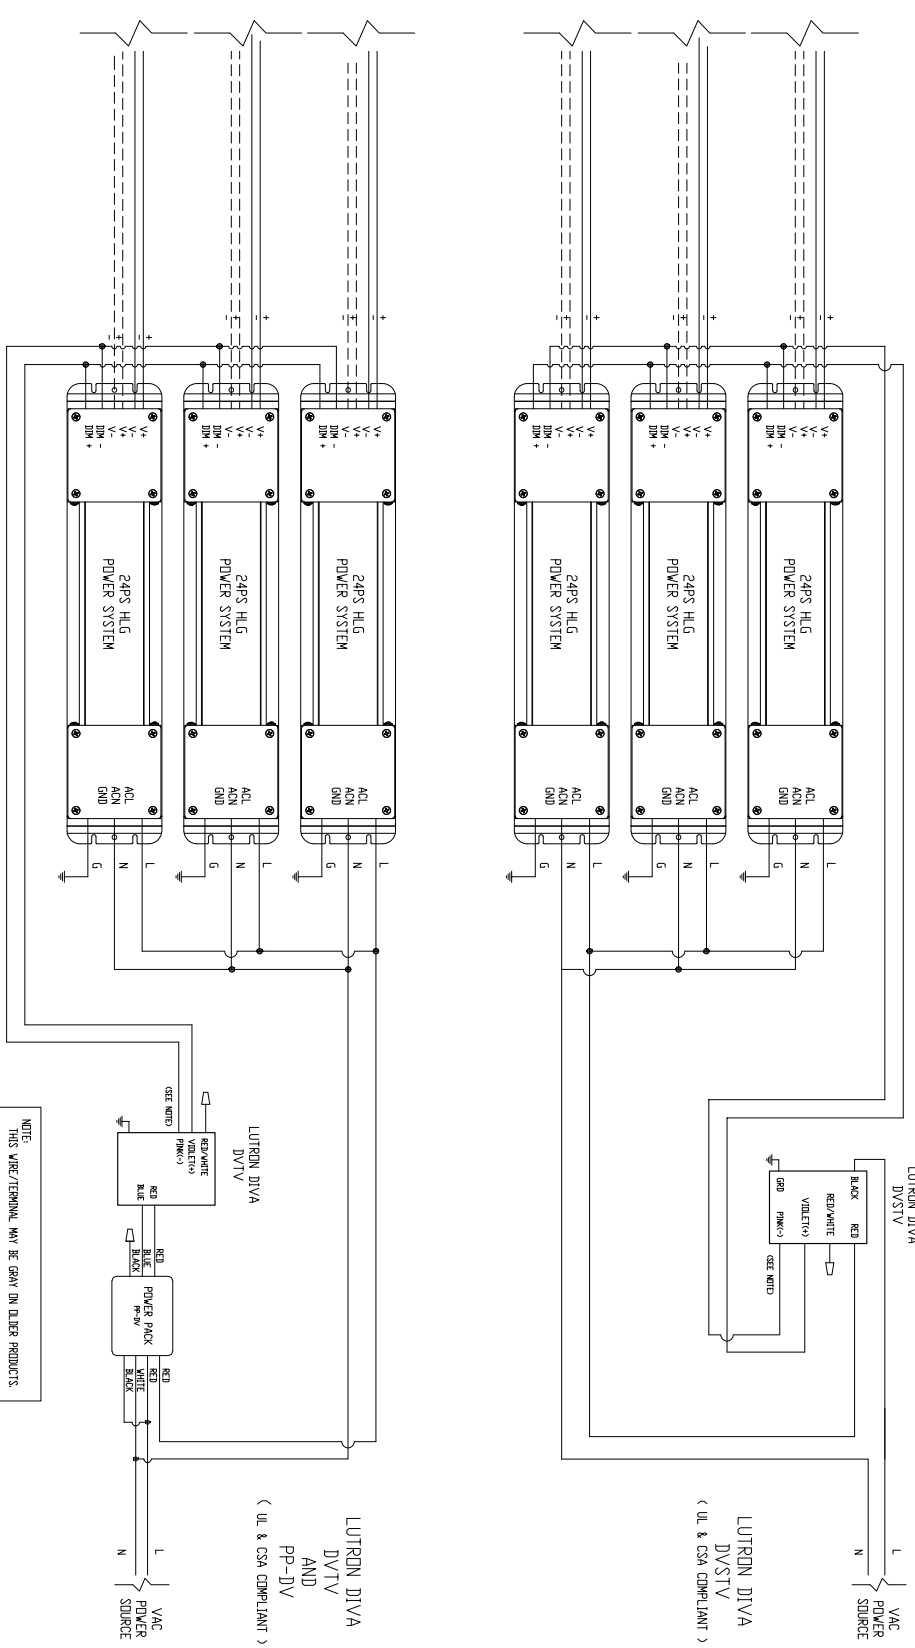 +
-
+
-
V+
V-
V+
V-
DIM -
DIM +
24PS HLG
POWER SYSTEM
ACL
ACN
GND
L
N
G
+
-
+
-
V+
V-
V+
V-
DIM -
DIM +
24PS HLG
POWER SYSTEM
ACL
ACN
GND
L
N
G
+
-
+
-
V+
V-
V+
V-
DIM -
DIM +
24PS HLG
POWER SYSTEM
ACL
ACN
GND
L
N
G
LUTRON DIVA
DVSTV
BLACK
RED
RED/WHITE
VIOLET(+)
GRD
PINK(-)
(SEE NOTE)
L
N
VAC
POWER
SOURCE
LUTRON DIVA
DVSTV
( UL & CSA COMPLIANT )
+
-
+
-
V+
V-
V+
V-
DIM -
DIM +
24PS HLG
POWER SYSTEM
ACL
ACN
GND
L
N
G
+
-
+
-
V+
V-
V+
V-
DIM -
DIM +
24PS HLG
POWER SYSTEM
ACL
ACN
GND
L
N
G
+
-
+
-
V+
V-
V+
V-
DIM -
DIM +
24PS HLG
POWER SYSTEM
ACL
ACN
GND
L
N
G
LUTRON DIVA
DVTV
RED/WHITE
VIOLET(+)
PINK(-)
(SEE NOTE)
RED
BLUE
RED
BLUE
BLACK
POWER PACK
PP-DV
RED
RED
WHITE
BLACK
L
N
VAC
POWER
SOURCE
LUTRON DIVA
DVTV
AND
PP-DV
( UL & CSA COMPLIANT )
NOTE:
THIS WIRE/TERMINAL MAY BE GRAY ON OLDER PRODUCTS.